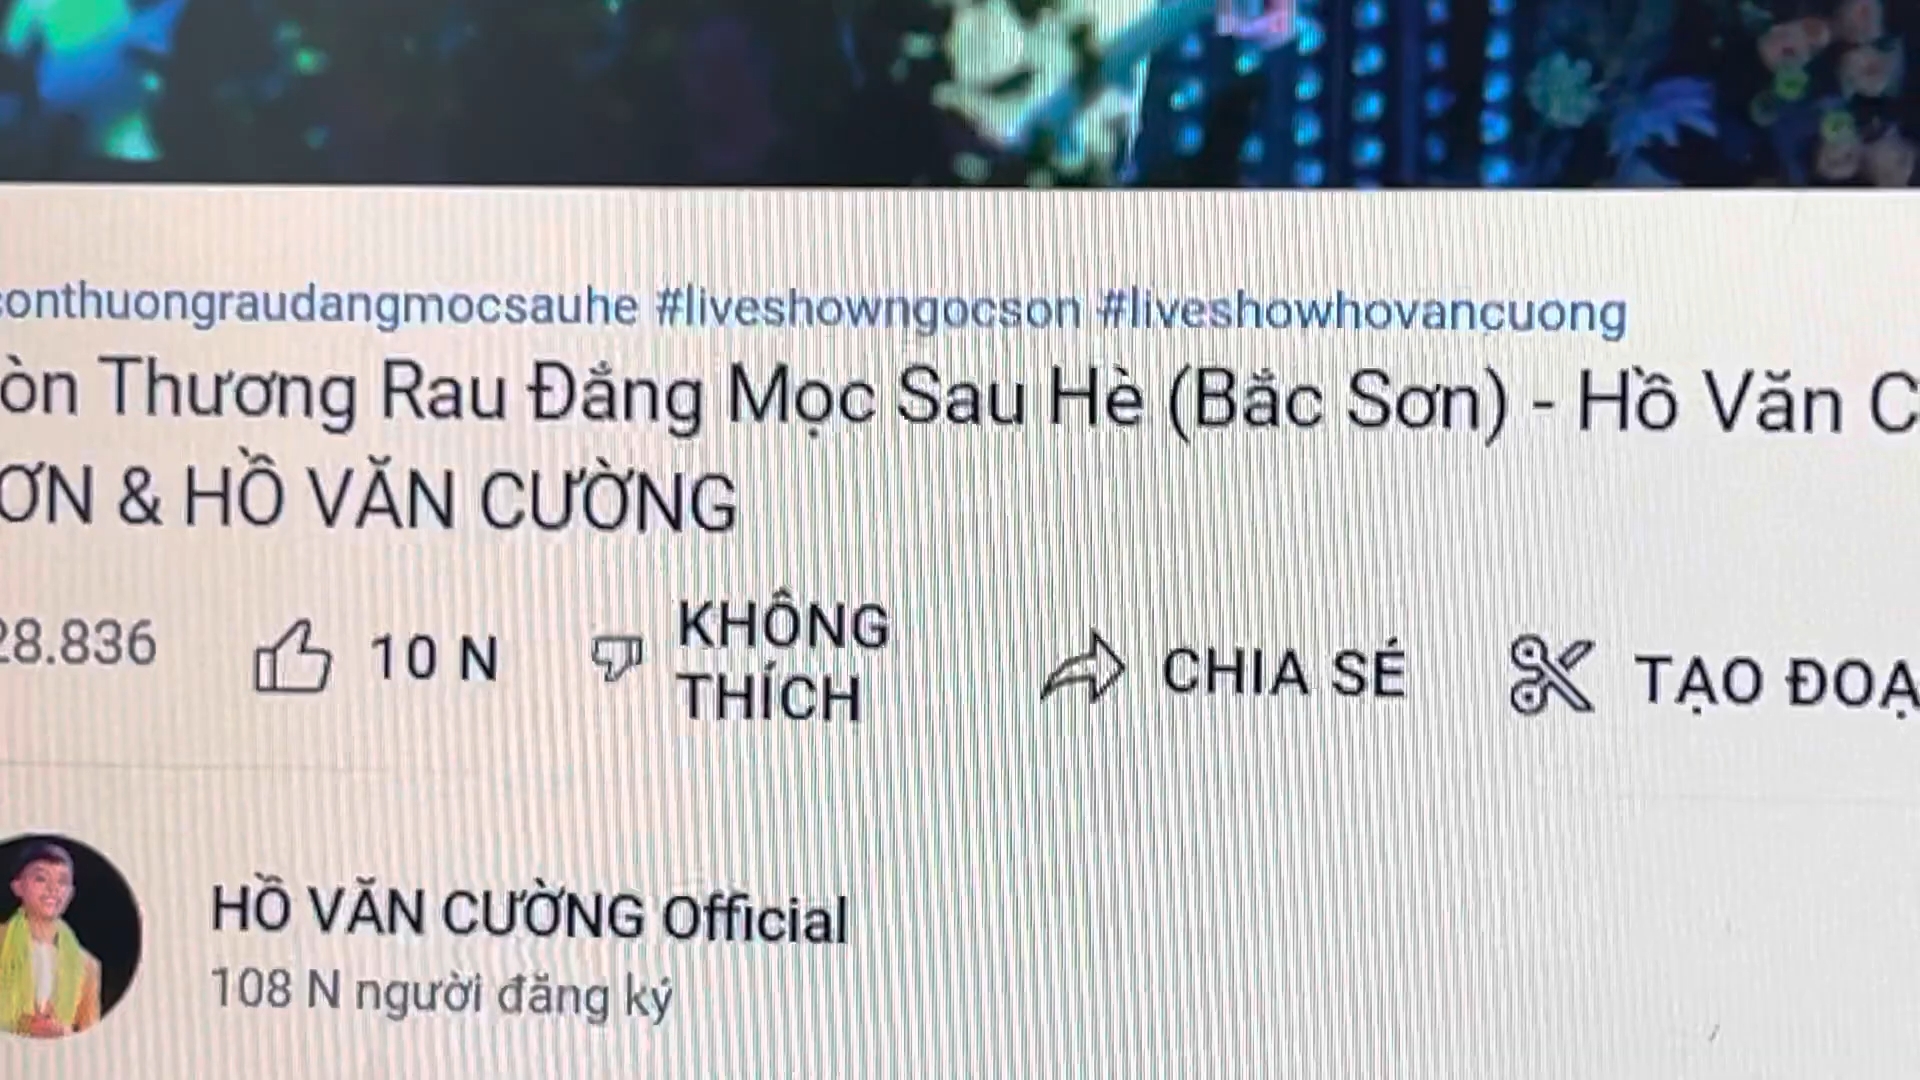 onthuongraudangmocsauhe #liveshowngocson #liveshowhovancuong
òn Thương Rau Đắng Mọc Sau Hè (Bắc Sơn) - Hồ Văn C
ƠN & HỒ VĂN CƯỜNG
28.836 10 N KHÔNG THÍCH CHIA SẺ TẠO ĐOẠ
HỒ VĂN CƯỜNG Official
108 N người đăng ký